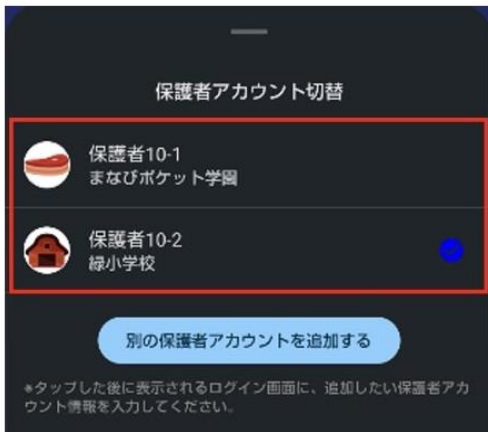 保護者アカウント切替
保護者10-1
まなびポケット学園
保護者10-2
緑小学校
別の保護者アカウントを追加する
※タップした後に表示されるログイン画面に、追加したい保護者アカ
ウント情報を入力してください。